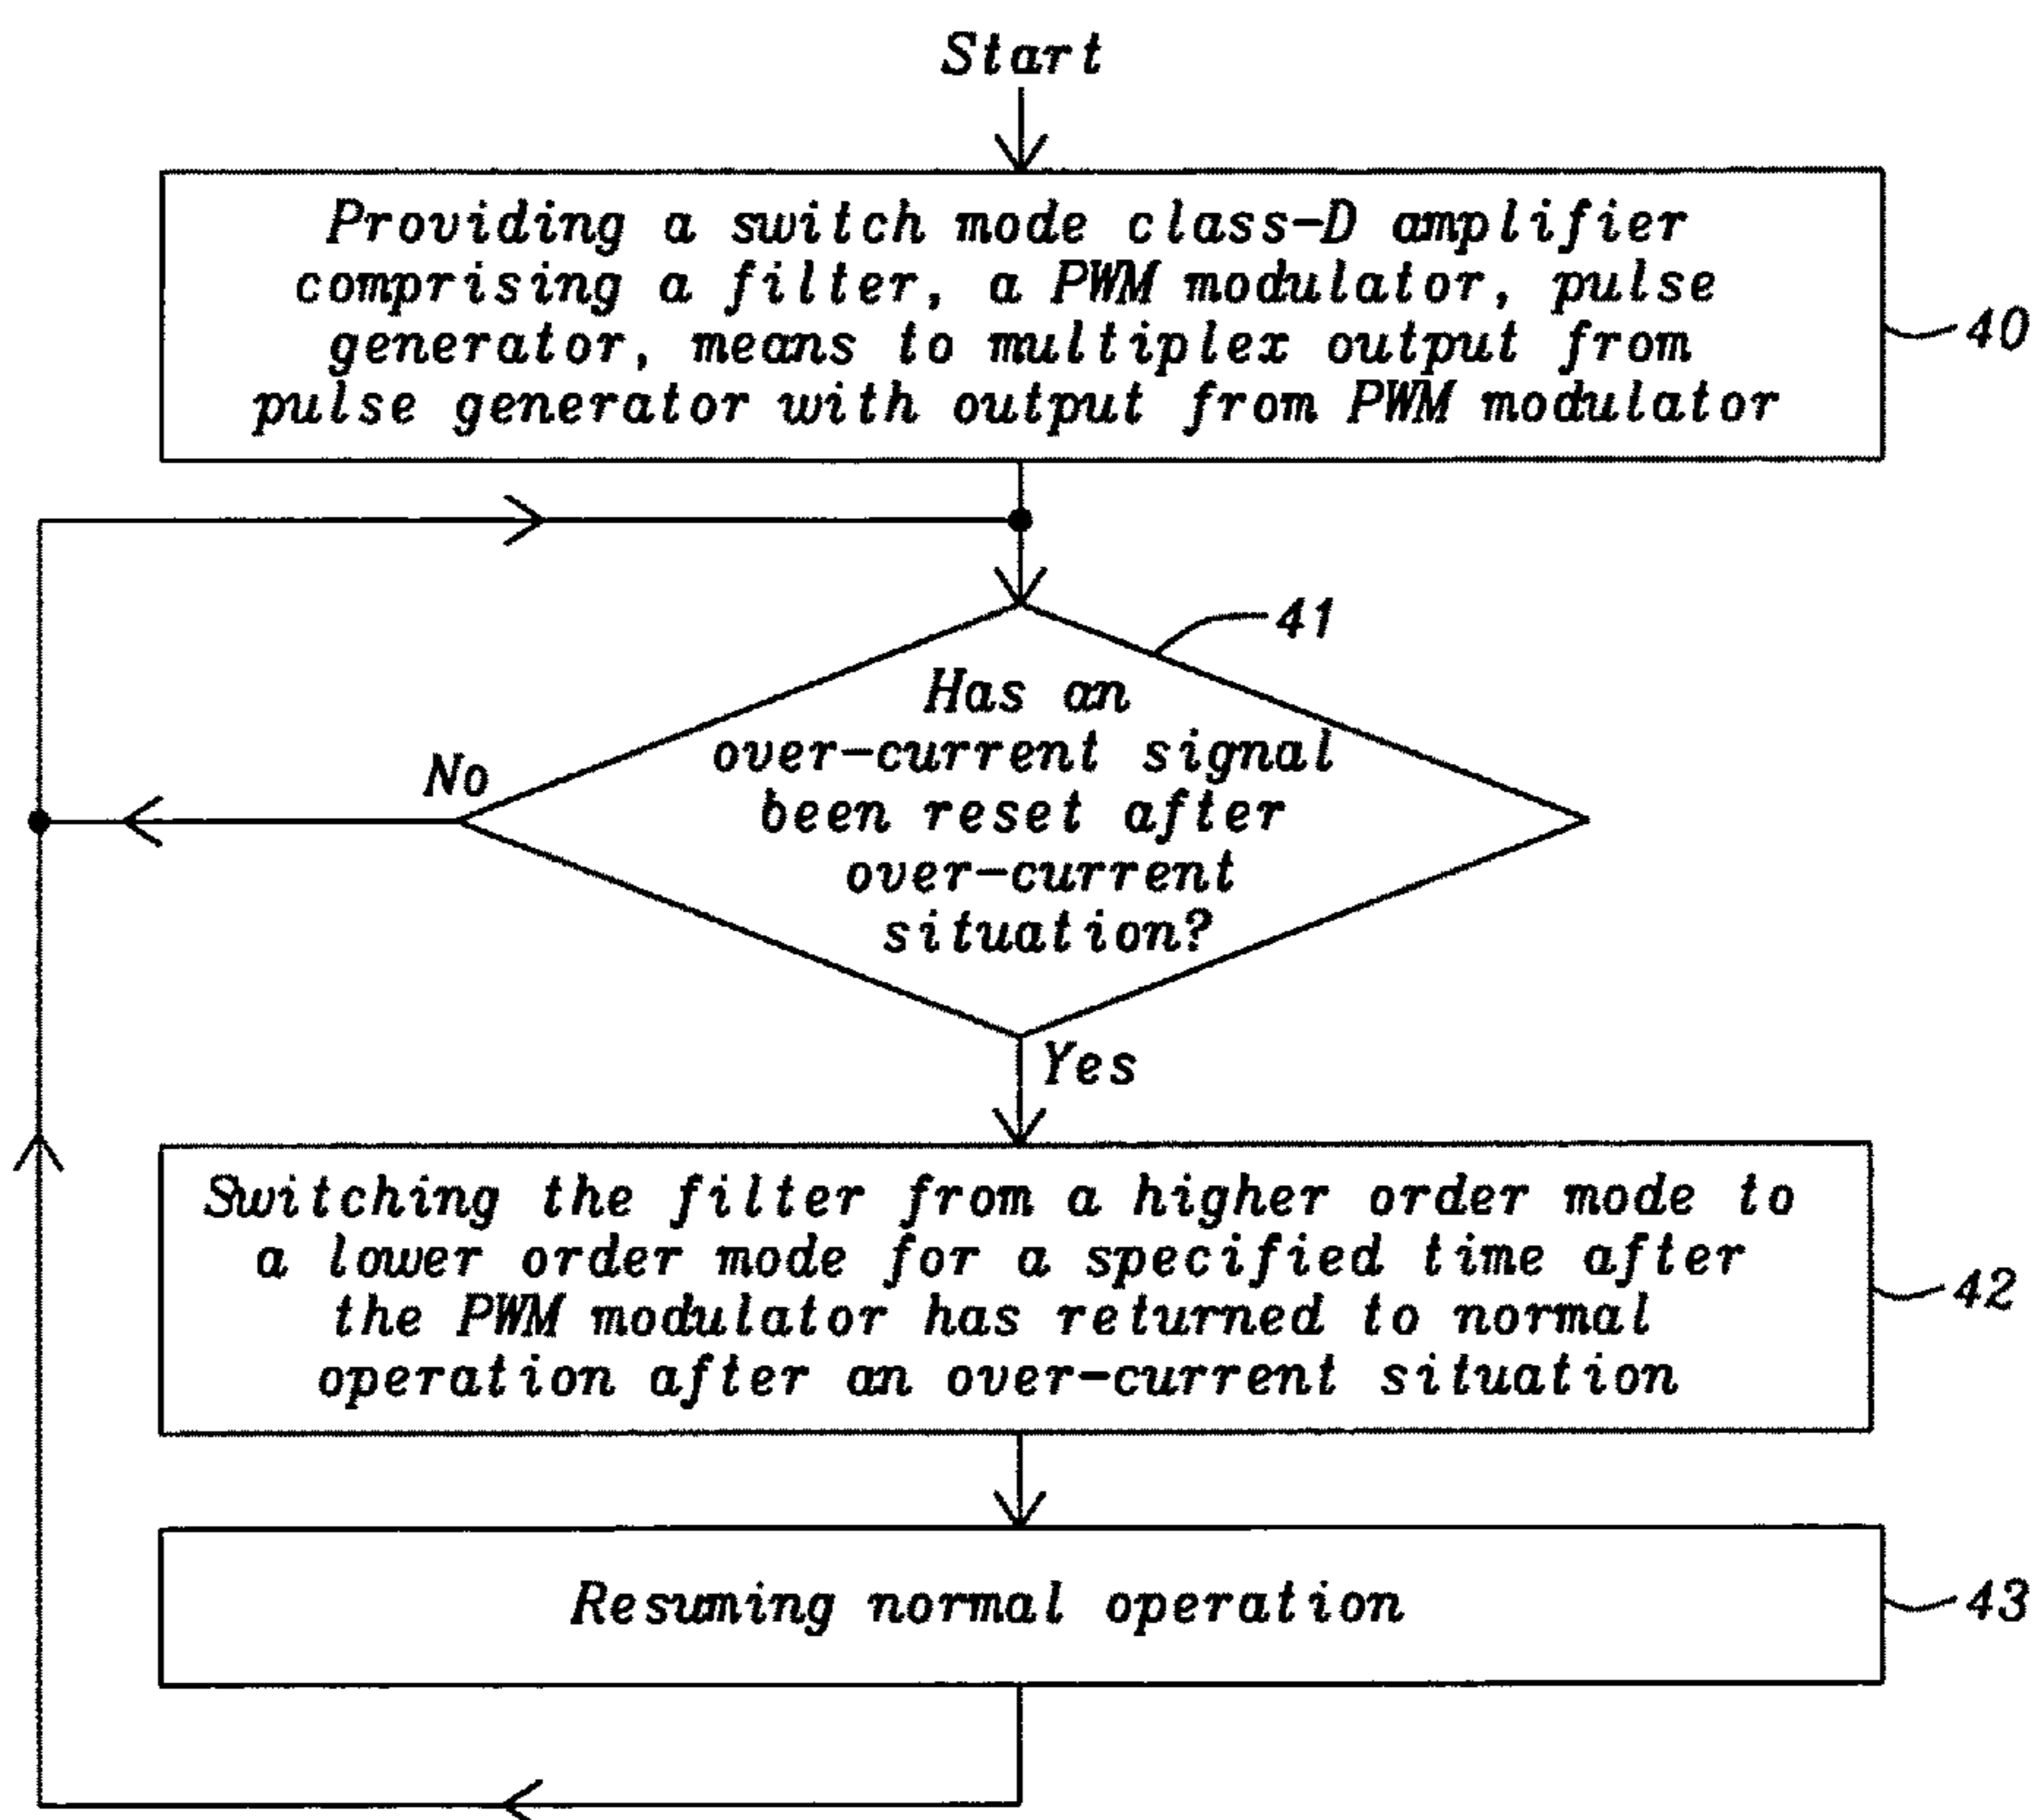 Start
Providing a switch mode class-D amplifier
comprising a filter, a PWM modulator, pulse
generator, means to multiplex output from
pulse generator with output from PWM modulator
40
41
Has an
over-current signal
been reset after
over-current
situation?
No
Yes
Switching the filter from a higher order mode to
a lower order mode for a specified time after
the PWM modulator has returned to normal
operation after an over-current situation
42
Resuming normal operation
43